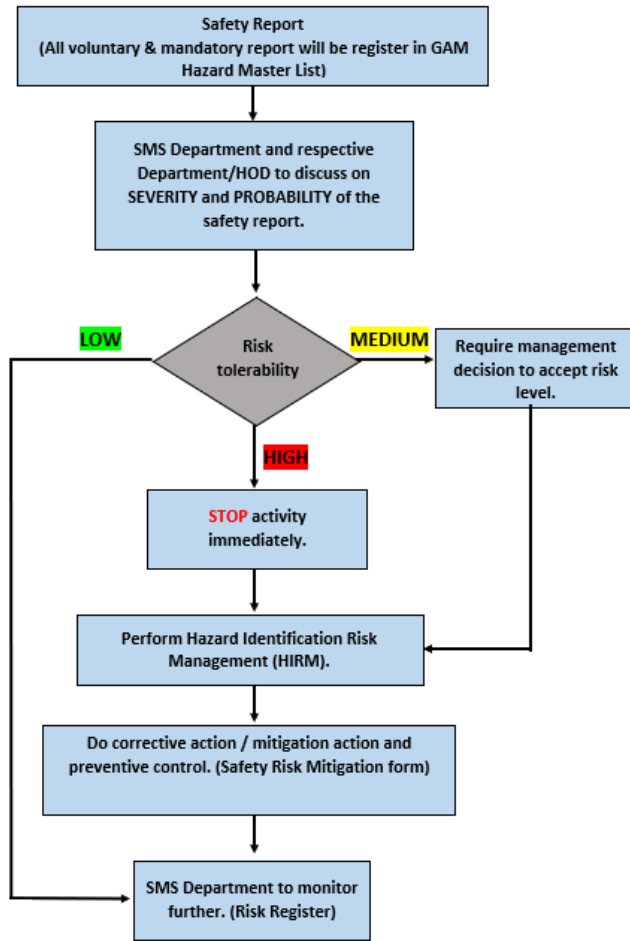 Safety Report
(All voluntary & mandatory report will be register in GAM
Hazard Master List)
SMS Department and respective
Department/HOD to discuss on
SEVERITY and PROBABILITY of the
safety report.
LOW
Risk
tolerability
MEDIUM
Require management
decision to accept risk
level.
HIGH
STOP activity
immediately.
Perform Hazard Identification Risk
Management (HIRM).
Do corrective action / mitigation action and
preventive control. (Safety Risk Mitigation form)
SMS Department to monitor
further. (Risk Register)